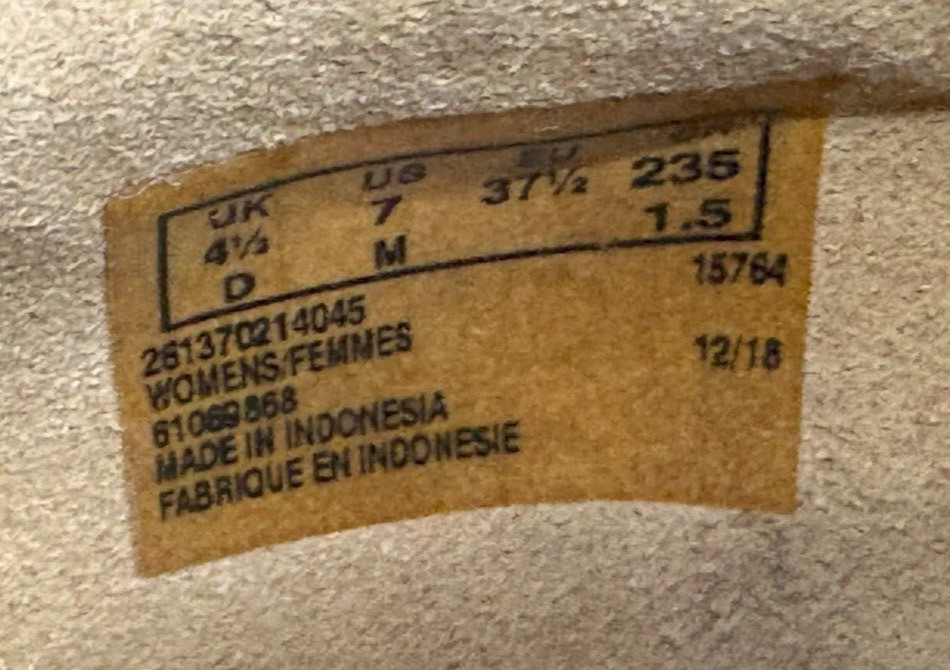 UK US EU
4½ 7 37½ 235
D M 1.5
261370214045 15764
WOMENS/FEMMES 12/18
61069868
MADE IN INDONESIA
FABRIQUE EN INDONESIE